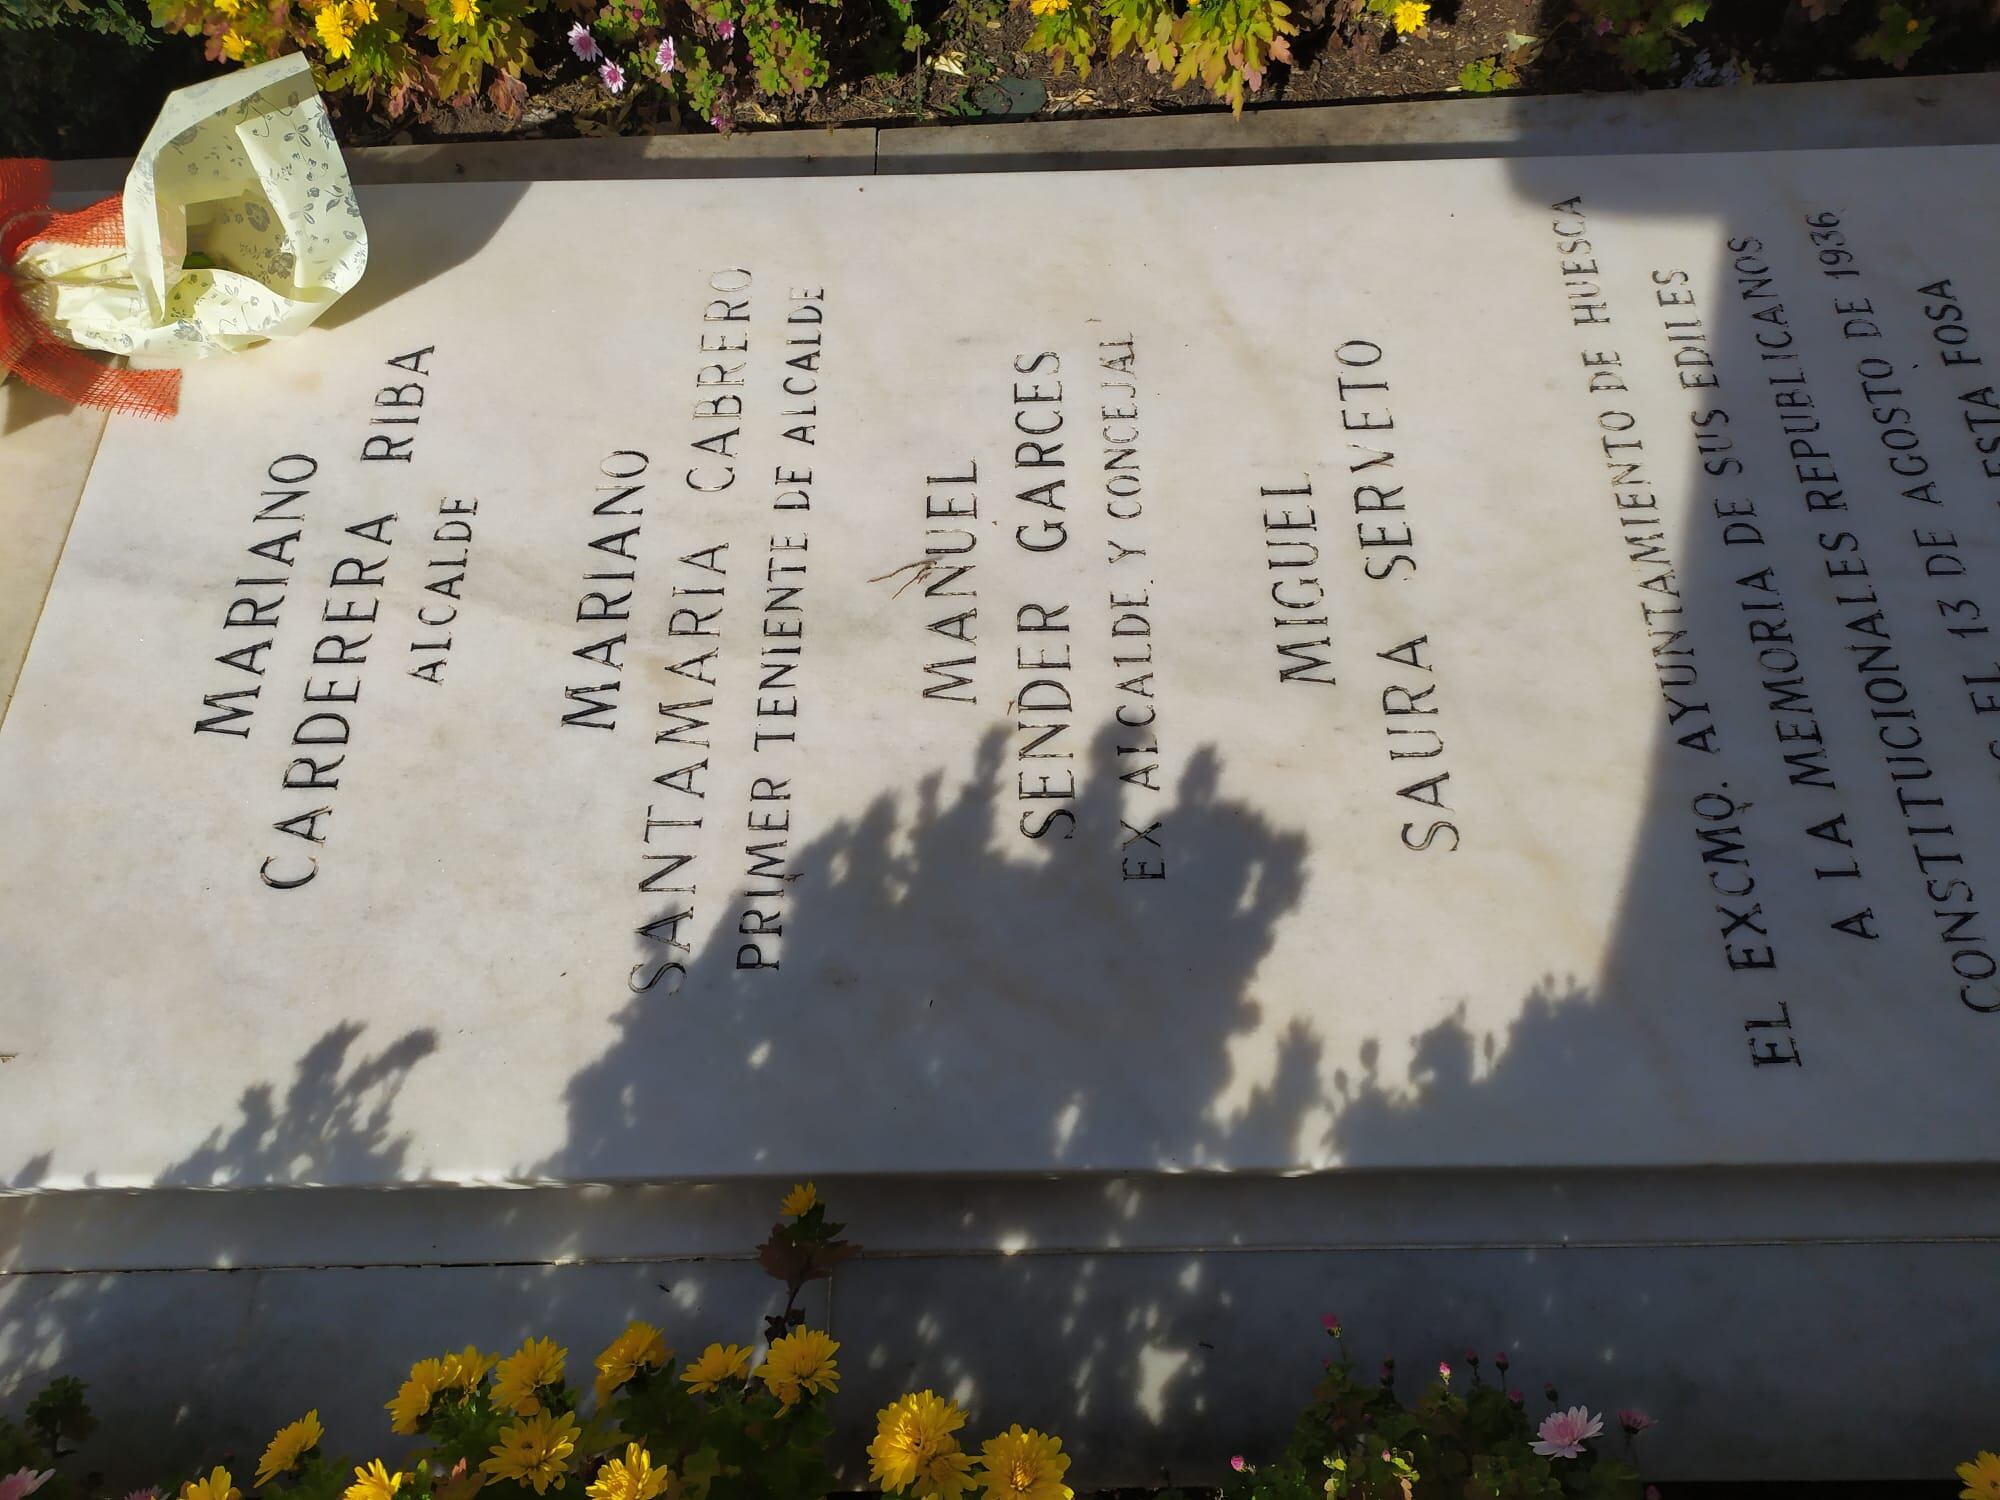 MARIANO
CARDERERA RIBA
ALCALDE
MARIANO
SANTAMARIA CABRERO
PRIMER TENIENTE DE ALCALDE
MANUEL
SENDER GARCES
EX ALCALDE Y CONCEJAL
MIGUEL
SAURA SERVETO
EL EXCMO. AYUNTAMIENTO DE HUESCA
A LA MEMORIA DE SUS EDILES
CONSTITUCIONALES REPUBLICANOS
EL 13 DE AGOSTO DE 1936
ESTA FOSA